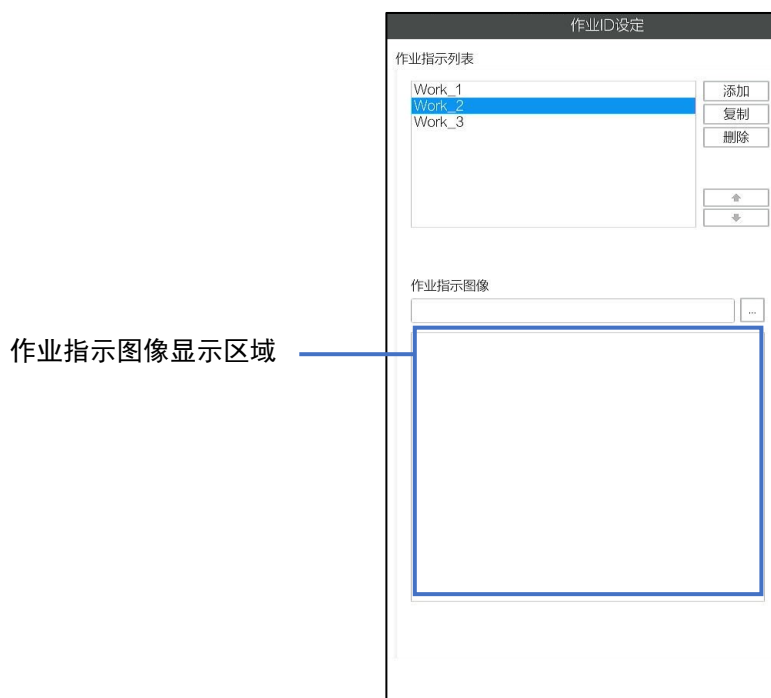 作业ID设定
作业指示列表
Work_1
Work_2
Work_3
添加
复制
删除
作业指示图像
...
作业指示图像显示区域